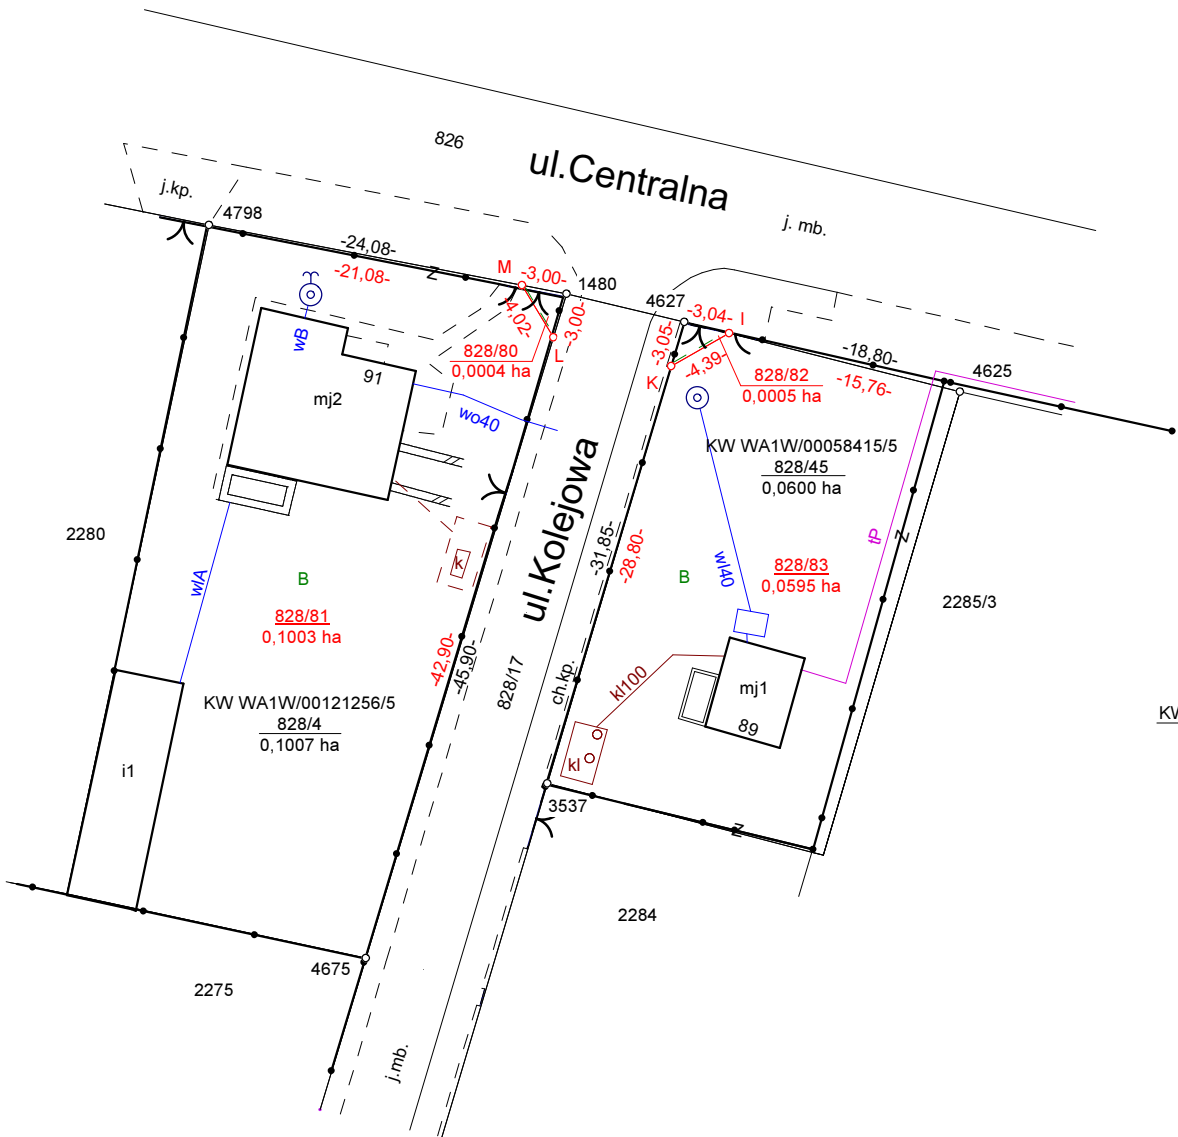 826
ul.Centralna
j.kp.
j. mb.
4798
-24,08-
-21,08-
Z
M
-3,00-
1480
4627
-3,04-
I
-4,02-
-3,00-
L
828/80
0,0004 ha
-3,05-
K
-4,39-
828/82
0,0005 ha
-18,80-
-15,76-
4625
wB
91
mj2
wo40
KW WA1W/00058415/5
828/45
0,0600 ha
ul.Kolejowa
-31,85-
-28,80-
tP
Z
2280
wlA
B
k
828/81
0,1003 ha
B
wl40
828/83
0,0595 ha
2285/3
-42,90-
-45,90-
828/17
ch.kp.
kl100
mj1
89
KW WA1W/00121256/5
828/4
0,1007 ha
KW
i1
kl
3537
Z
2284
4675
2275
j.mb.